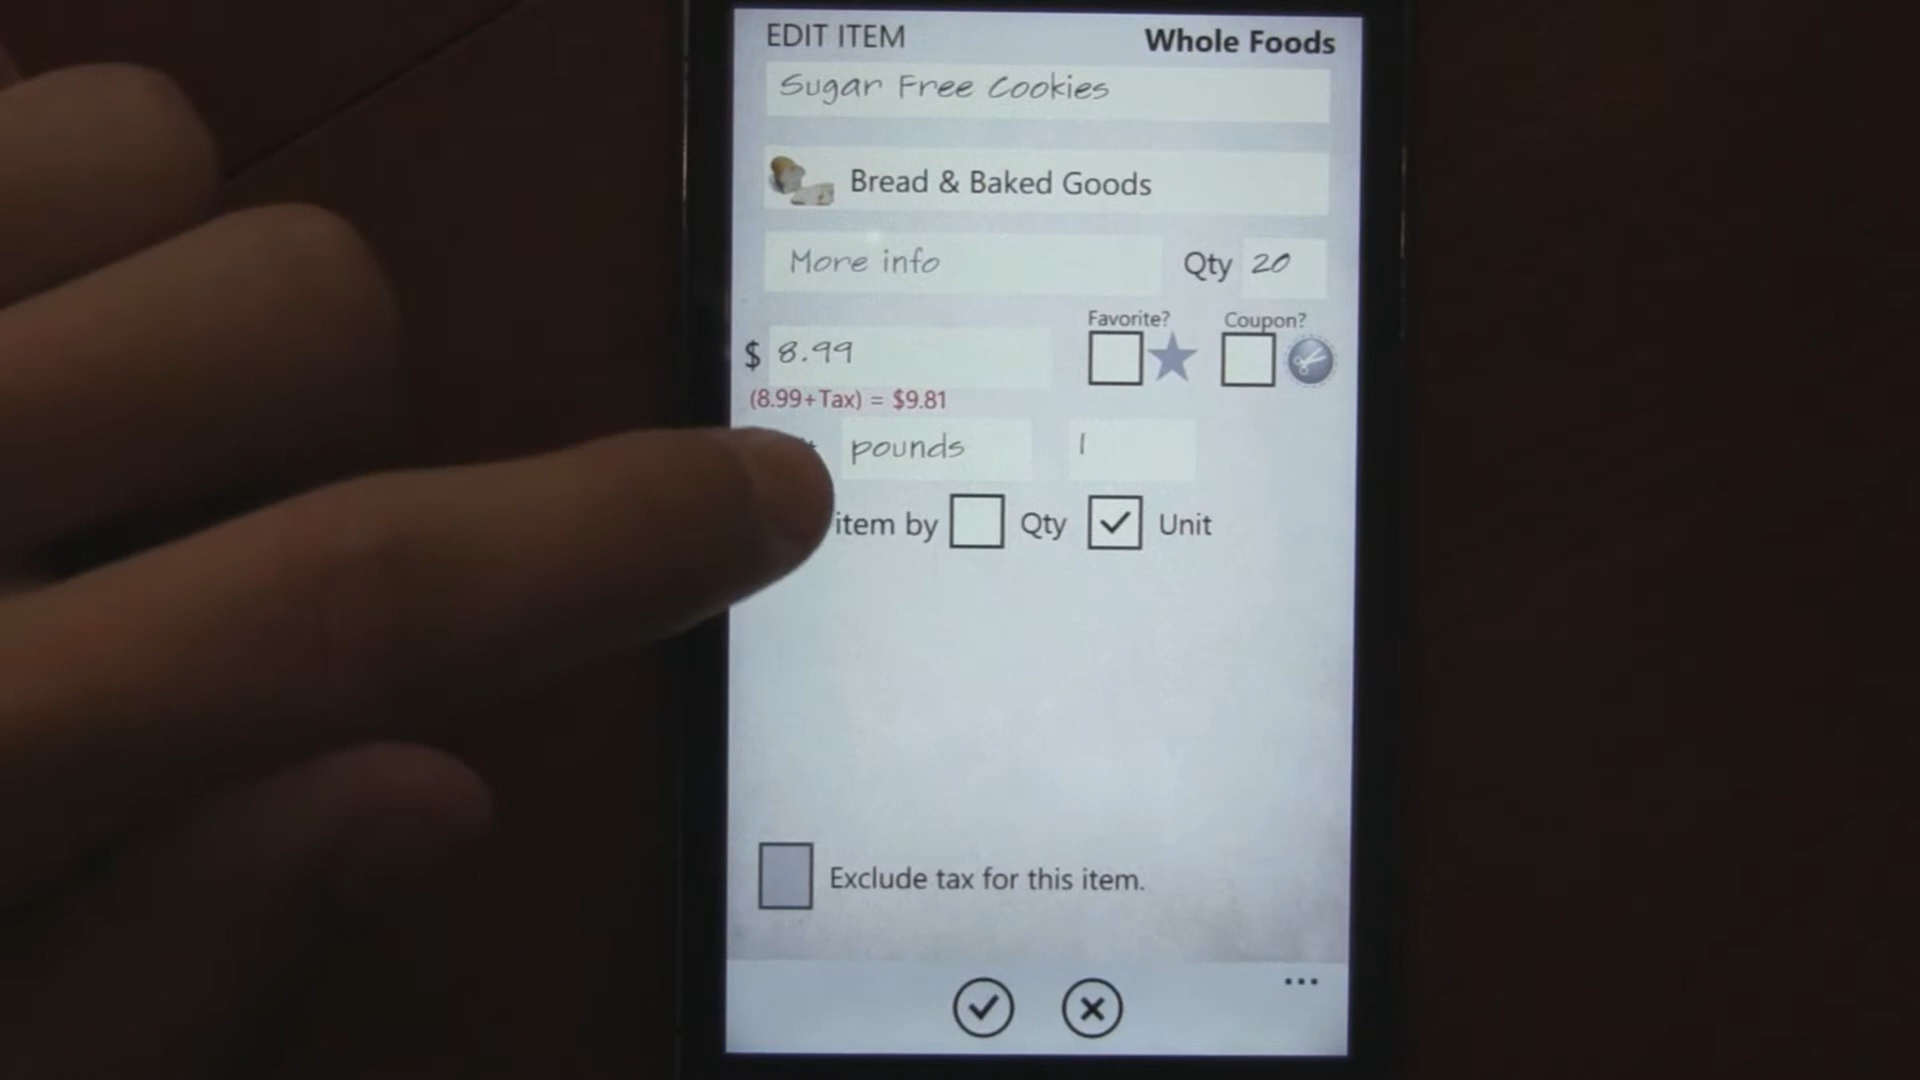 EDIT ITEM
Whole Foods
Sugar Free Cookies
Bread & Baked Goods
More info
Qty 20
Favorite?
Coupon?
$ 8.99
(8.99+Tax) = $9.81
pounds
1
item by
Qty
Unit
Exclude tax for this item.